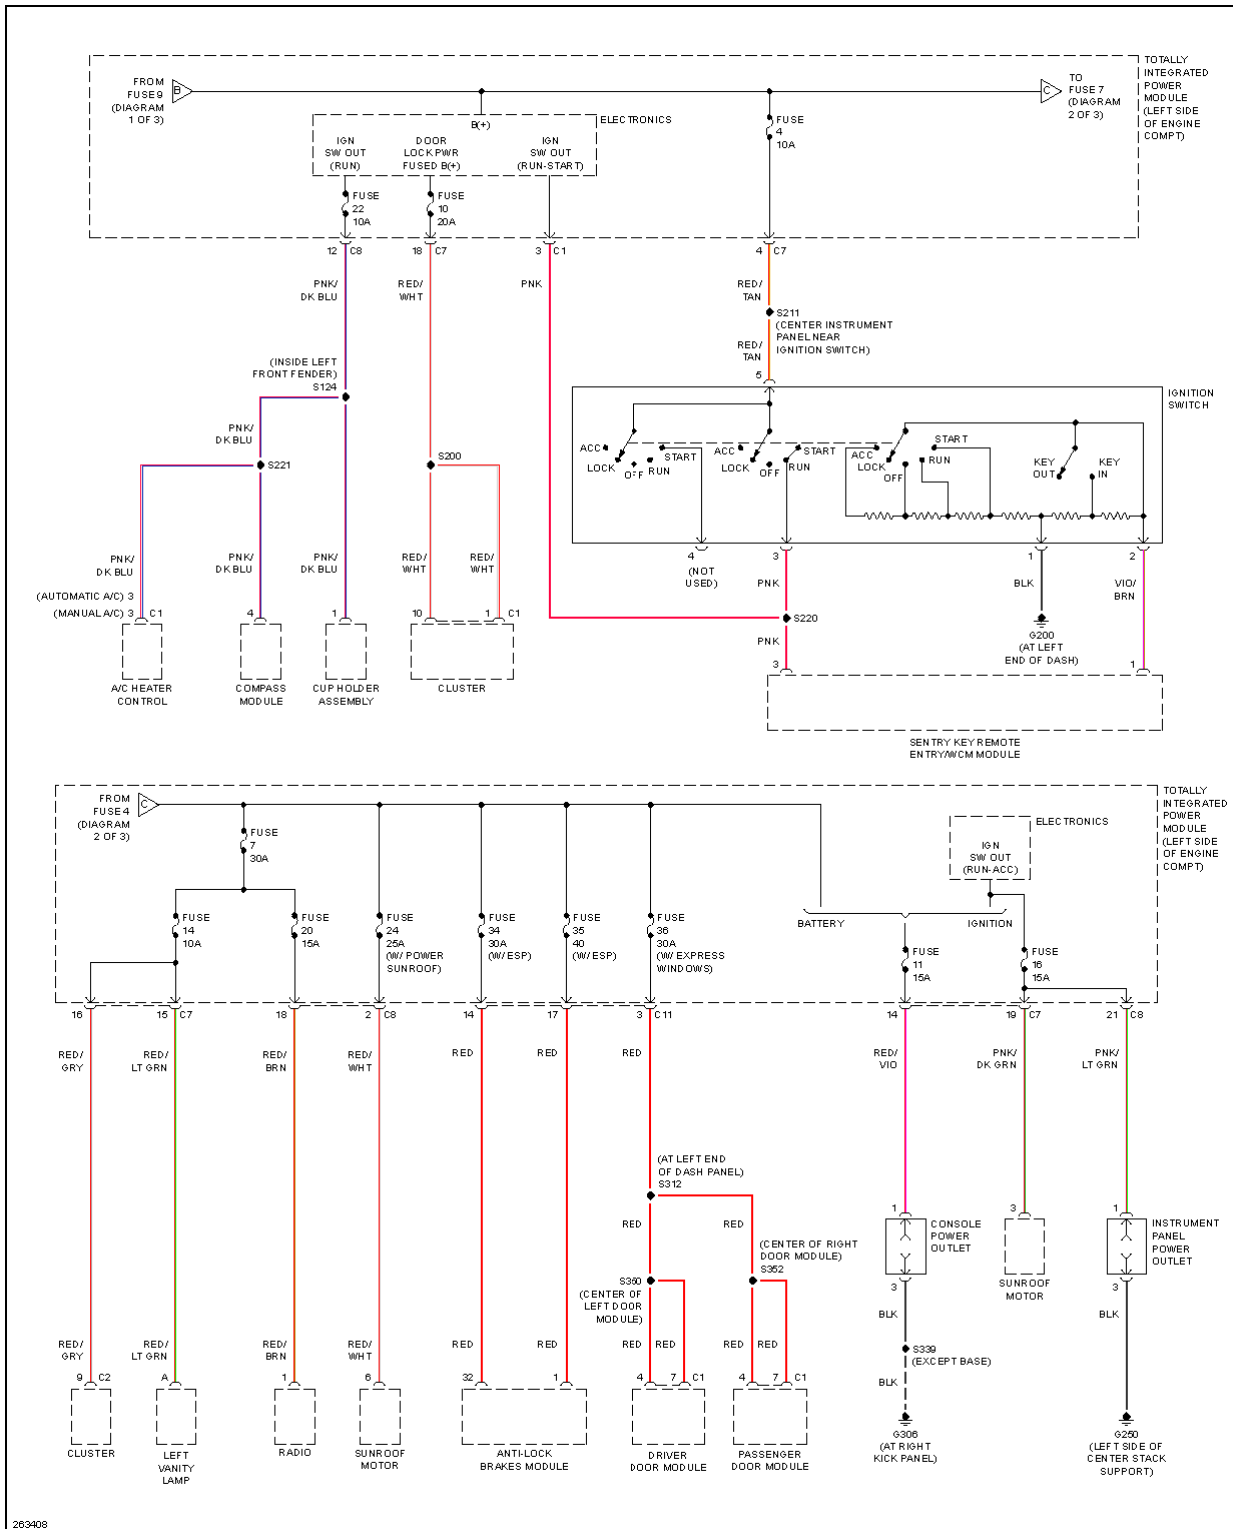 FROM
FUSE 9
(DIAGRAM
1 OF 3)
B
C
TO
FUSE 7
(DIAGRAM
2 OF 3)
TOTALLY
INTEGRATED
POWER
MODULE
(LEFT SIDE
OF ENGINE
COMPT)
B(+)
ELECTRONICS
IGN
SW OUT
(RUN)
DOOR
LOCK PWR
FUSED B(+)
IGN
SW OUT
(RUN-START)
FUSE
4
10A
FUSE
22
10A
FUSE
10
20A
12 C8
18 C7
3 C1
4 C7
PNK/
DK BLU
RED/
WHT
PNK
RED/
TAN
S211
(CENTER INSTRUMENT
PANEL NEAR
IGNITION SWITCH)
RED/
TAN
5
(INSIDE LEFT
FRONT FENDER)
S124
IGNITION
SWITCH
PNK/
DK BLU
S221
S200
ACC
LOCK
OFF
RUN
START
ACC
LOCK
OFF
RUN
START
ACC
LOCK
OFF
RUN
START
KEY
OUT
KEY
IN
4
(NOT
USED)
3
PNK
1
BLK
2
VIO/
BRN
PNK/
DK BLU
PNK/
DK BLU
PNK/
DK BLU
RED/
WHT
RED/
WHT
(AUTOMATIC A/C) 3
(MANUAL A/C) 3 C1
4
1
10
1 C1
S220
PNK
3
G200
(AT LEFT
END OF DASH)
1
A/C HEATER
CONTROL
COMPASS
MODULE
CUP HOLDER
ASSEMBLY
CLUSTER
SENTRY KEY REMOTE
ENTRY/WCM MODULE
FROM
FUSE 4
(DIAGRAM
2 OF 3)
C
TOTALLY
INTEGRATED
POWER
MODULE
(LEFT SIDE
OF ENGINE
COMPT)
FUSE
7
30A
ELECTRONICS
IGN
SW OUT
(RUN-ACC)
BATTERY
IGNITION
FUSE
14
10A
FUSE
20
15A
FUSE
24
25A
(W/ POWER
SUNROOF)
FUSE
34
30A
(W/ ESP)
FUSE
35
40
(W/ ESP)
FUSE
36
30A
(W/ EXPRESS
WINDOWS)
FUSE
11
15A
FUSE
16
15A
16
15 C7
18
2 C8
14
17
3 C11
14
19 C7
21 C8
RED/
GRY
RED/
LT GRN
RED/
BRN
RED/
WHT
RED
RED
RED
RED/
VIO
PNK/
DK GRN
PNK/
LT GRN
(AT LEFT END
OF DASH PANEL)
S312
RED
RED
1
CONSOLE
POWER
OUTLET
3
SUNROOF
MOTOR
1
INSTRUMENT
PANEL
POWER
OUTLET
(CENTER OF RIGHT
DOOR MODULE)
S352
S360
(CENTER OF
LEFT DOOR
MODULE)
3
BLK
3
BLK
S339
(EXCEPT BASE)
BLK
RED/
GRY
RED/
LT GRN
RED/
BRN
RED/
WHT
RED
RED
RED
RED
RED
RED
9 C2
A
1
6
32
1
4
7 C1
4
7 C1
CLUSTER
LEFT
VANITY
LAMP
RADIO
SUNROOF
MOTOR
ANTI-LOCK
BRAKES MODULE
DRIVER
DOOR MODULE
PASSENGER
DOOR MODULE
G306
(AT RIGHT
KICK PANEL)
G250
(LEFT SIDE OF
CENTER STACK
SUPPORT)
263408